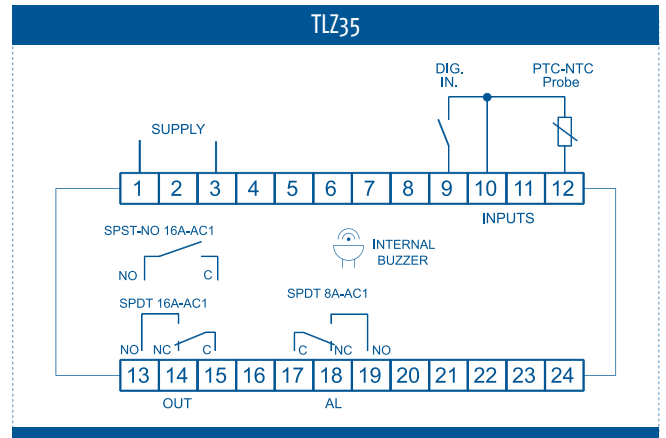 TLZ35
DIG. IN.
PTC-NTC Probe
SUPPLY
1 2 3 4 5 6 7 8 9 10 11 12
INPUTS
SPST-NO 16A-AC1
NO C
INTERNAL BUZZER
SPDT 16A-AC1
SPDT 8A-AC1
NO NC C C NC NO
13 14 15 16 17 18 19 20 21 22 23 24
OUT AL